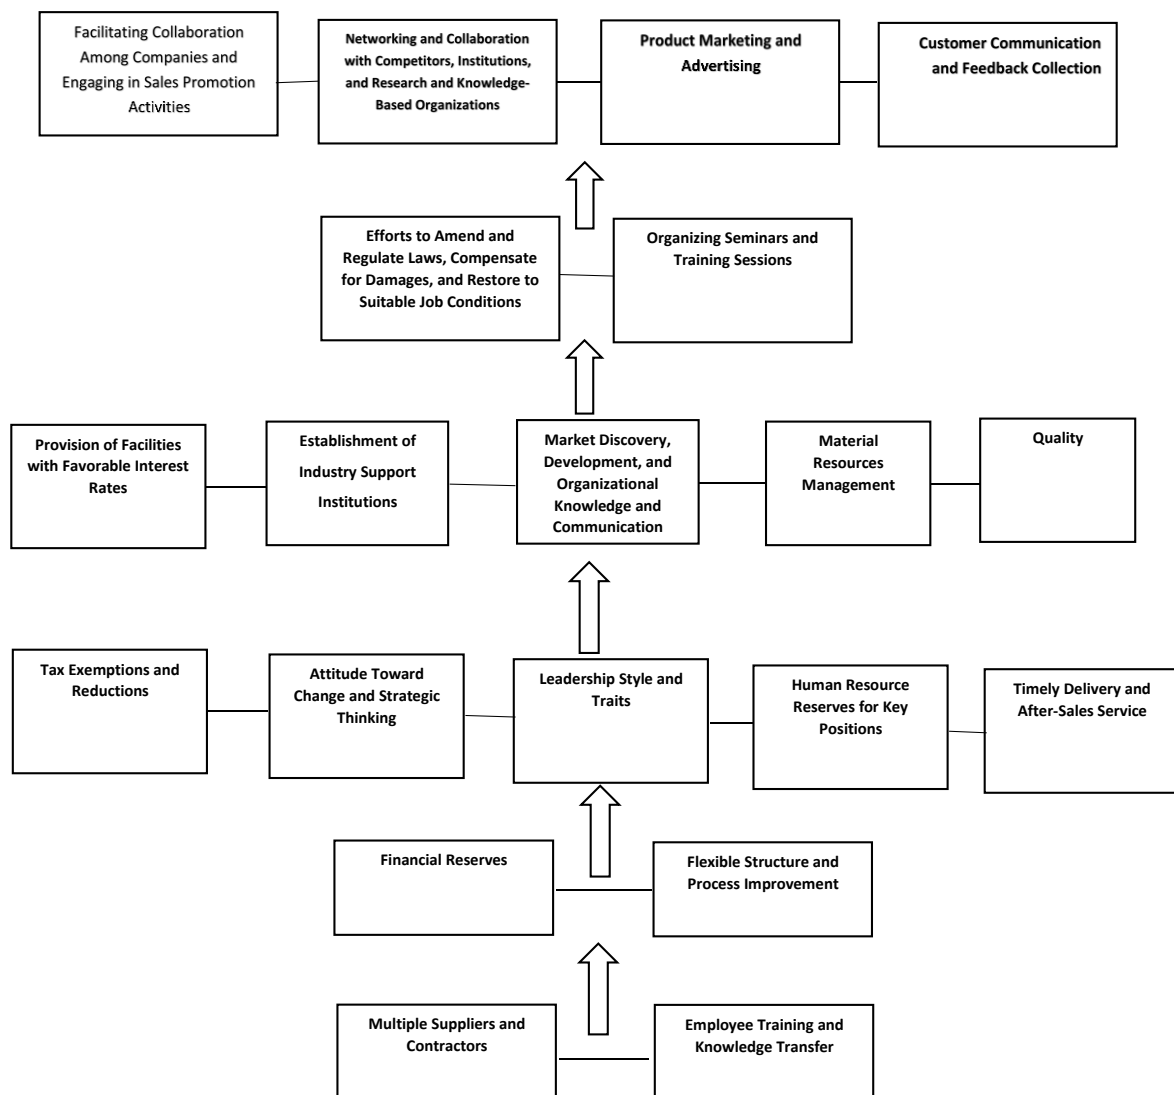 Facilitating Collaboration
Among Companies and
Engaging in Sales Promotion
Activities
Networking and Collaboration
with Competitors, Institutions,
and Research and Knowledge-
Based Organizations
Product Marketing and
Advertising
Customer Communication
and Feedback Collection
Efforts to Amend and
Regulate Laws, Compensate
for Damages, and Restore to
Suitable Job Conditions
Organizing Seminars and
Training Sessions
Provision of Facilities
with Favorable Interest
Rates
Establishment of
Industry Support
Institutions
Market Discovery,
Development, and
Organizational
Knowledge and
Communication
Material
Resources
Management
Quality
Tax Exemptions and
Reductions
Attitude Toward
Change and Strategic
Thinking
Leadership Style and
Traits
Human Resource
Reserves for Key
Positions
Timely Delivery and
After-Sales Service
Financial Reserves
Flexible Structure and
Process Improvement
Multiple Suppliers and
Contractors
Employee Training and
Knowledge Transfer